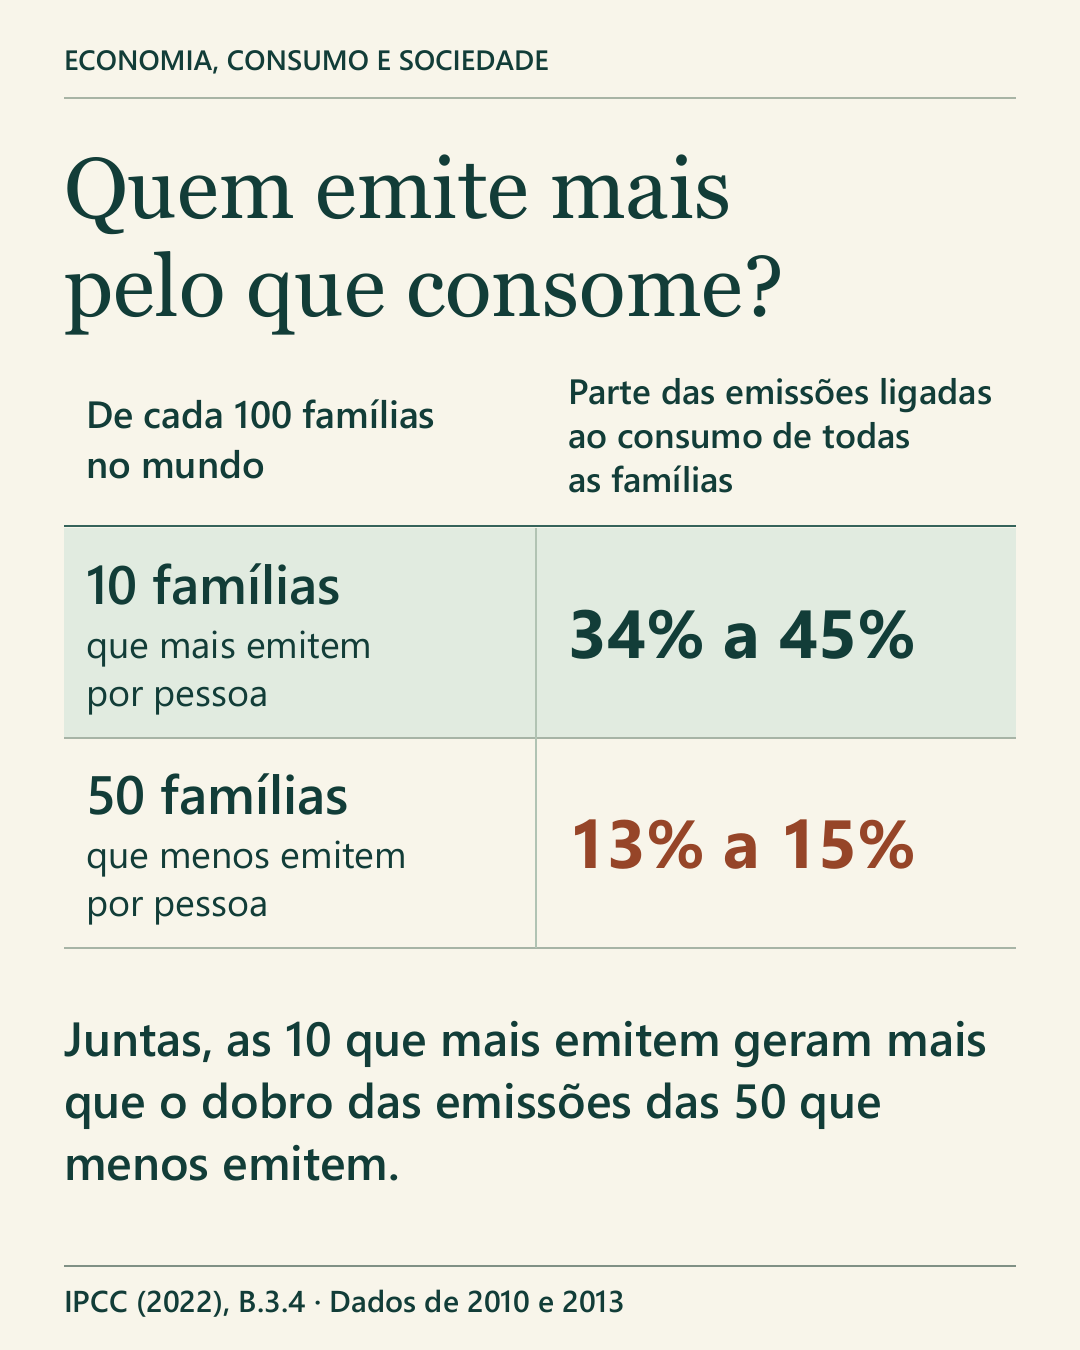 ECONOMIA, CONSUMO E SOCIEDADE
Quem emite mais
pelo que consome?
De cada 100 famílias
no mundo
Parte das emissões ligadas
ao consumo de todas
as famílias
10 famílias
que mais emitem
por pessoa
34% a 45%
50 famílias
que menos emitem
por pessoa
13% a 15%
Juntas, as 10 que mais emitem geram mais
que o dobro das emissões das 50 que
menos emitem.
IPCC (2022), B.3.4 · Dados de 2010 e 2013